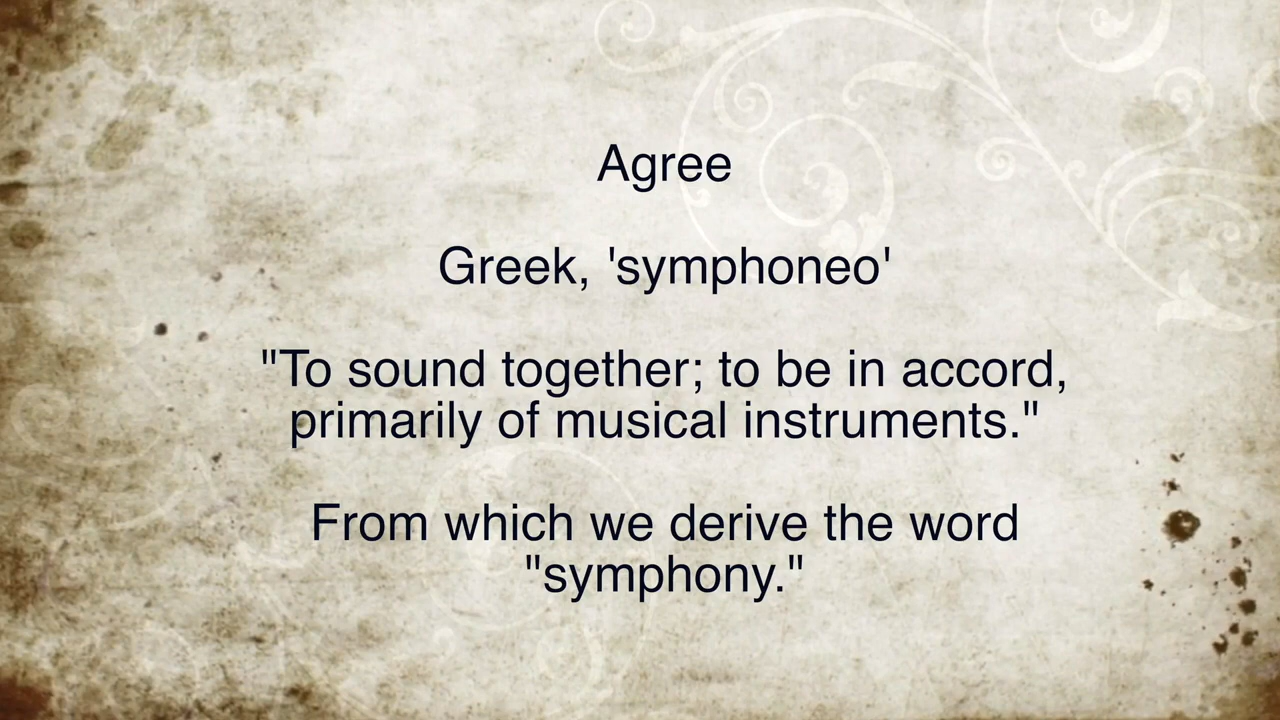 Agree
Greek, 'symphoneo'
"To sound together; to be in accord,
primarily of musical instruments."
From which we derive the word
"symphony."